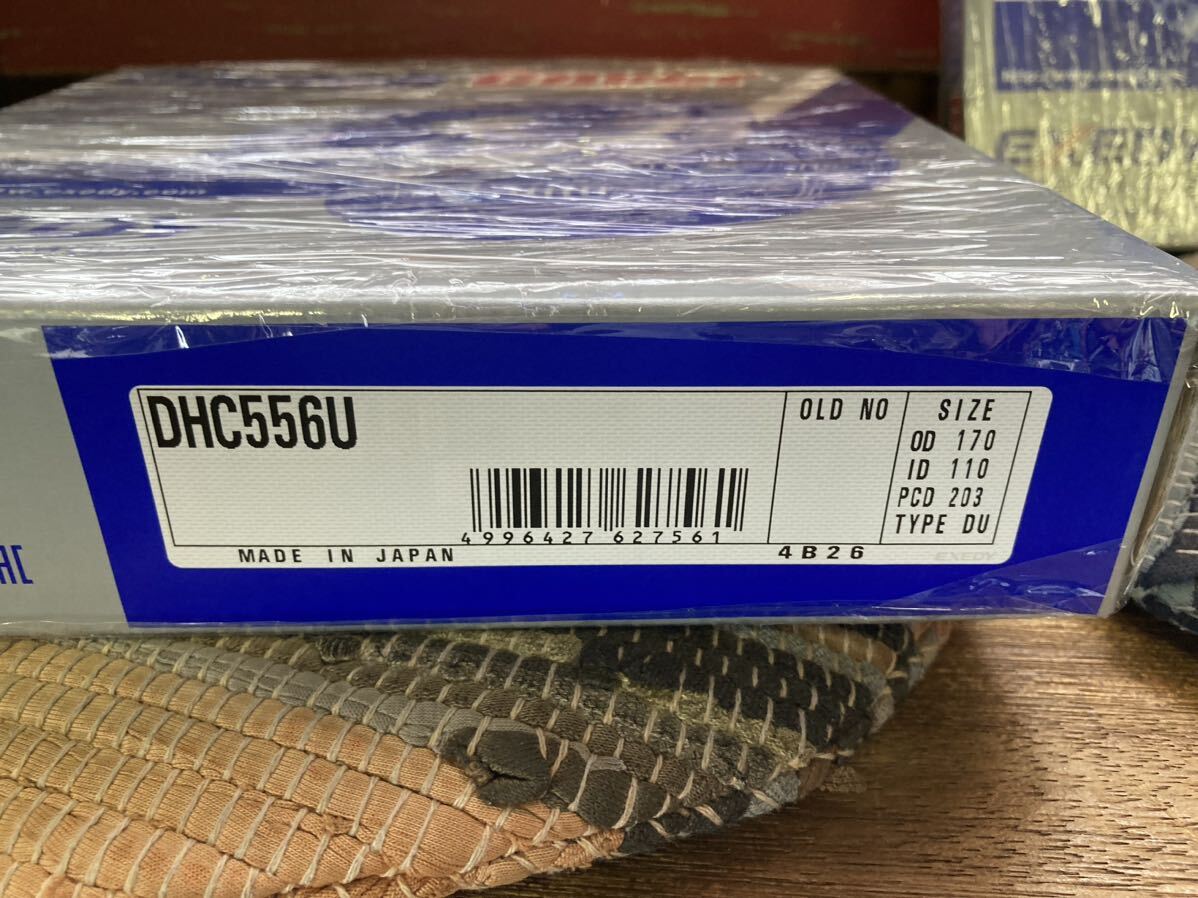 DHC556U
OLD NO
SIZE
OD 170
ID 110
PCD 203
TYPE DU
4996427 627561
MADE IN JAPAN
4B26
EXEDY